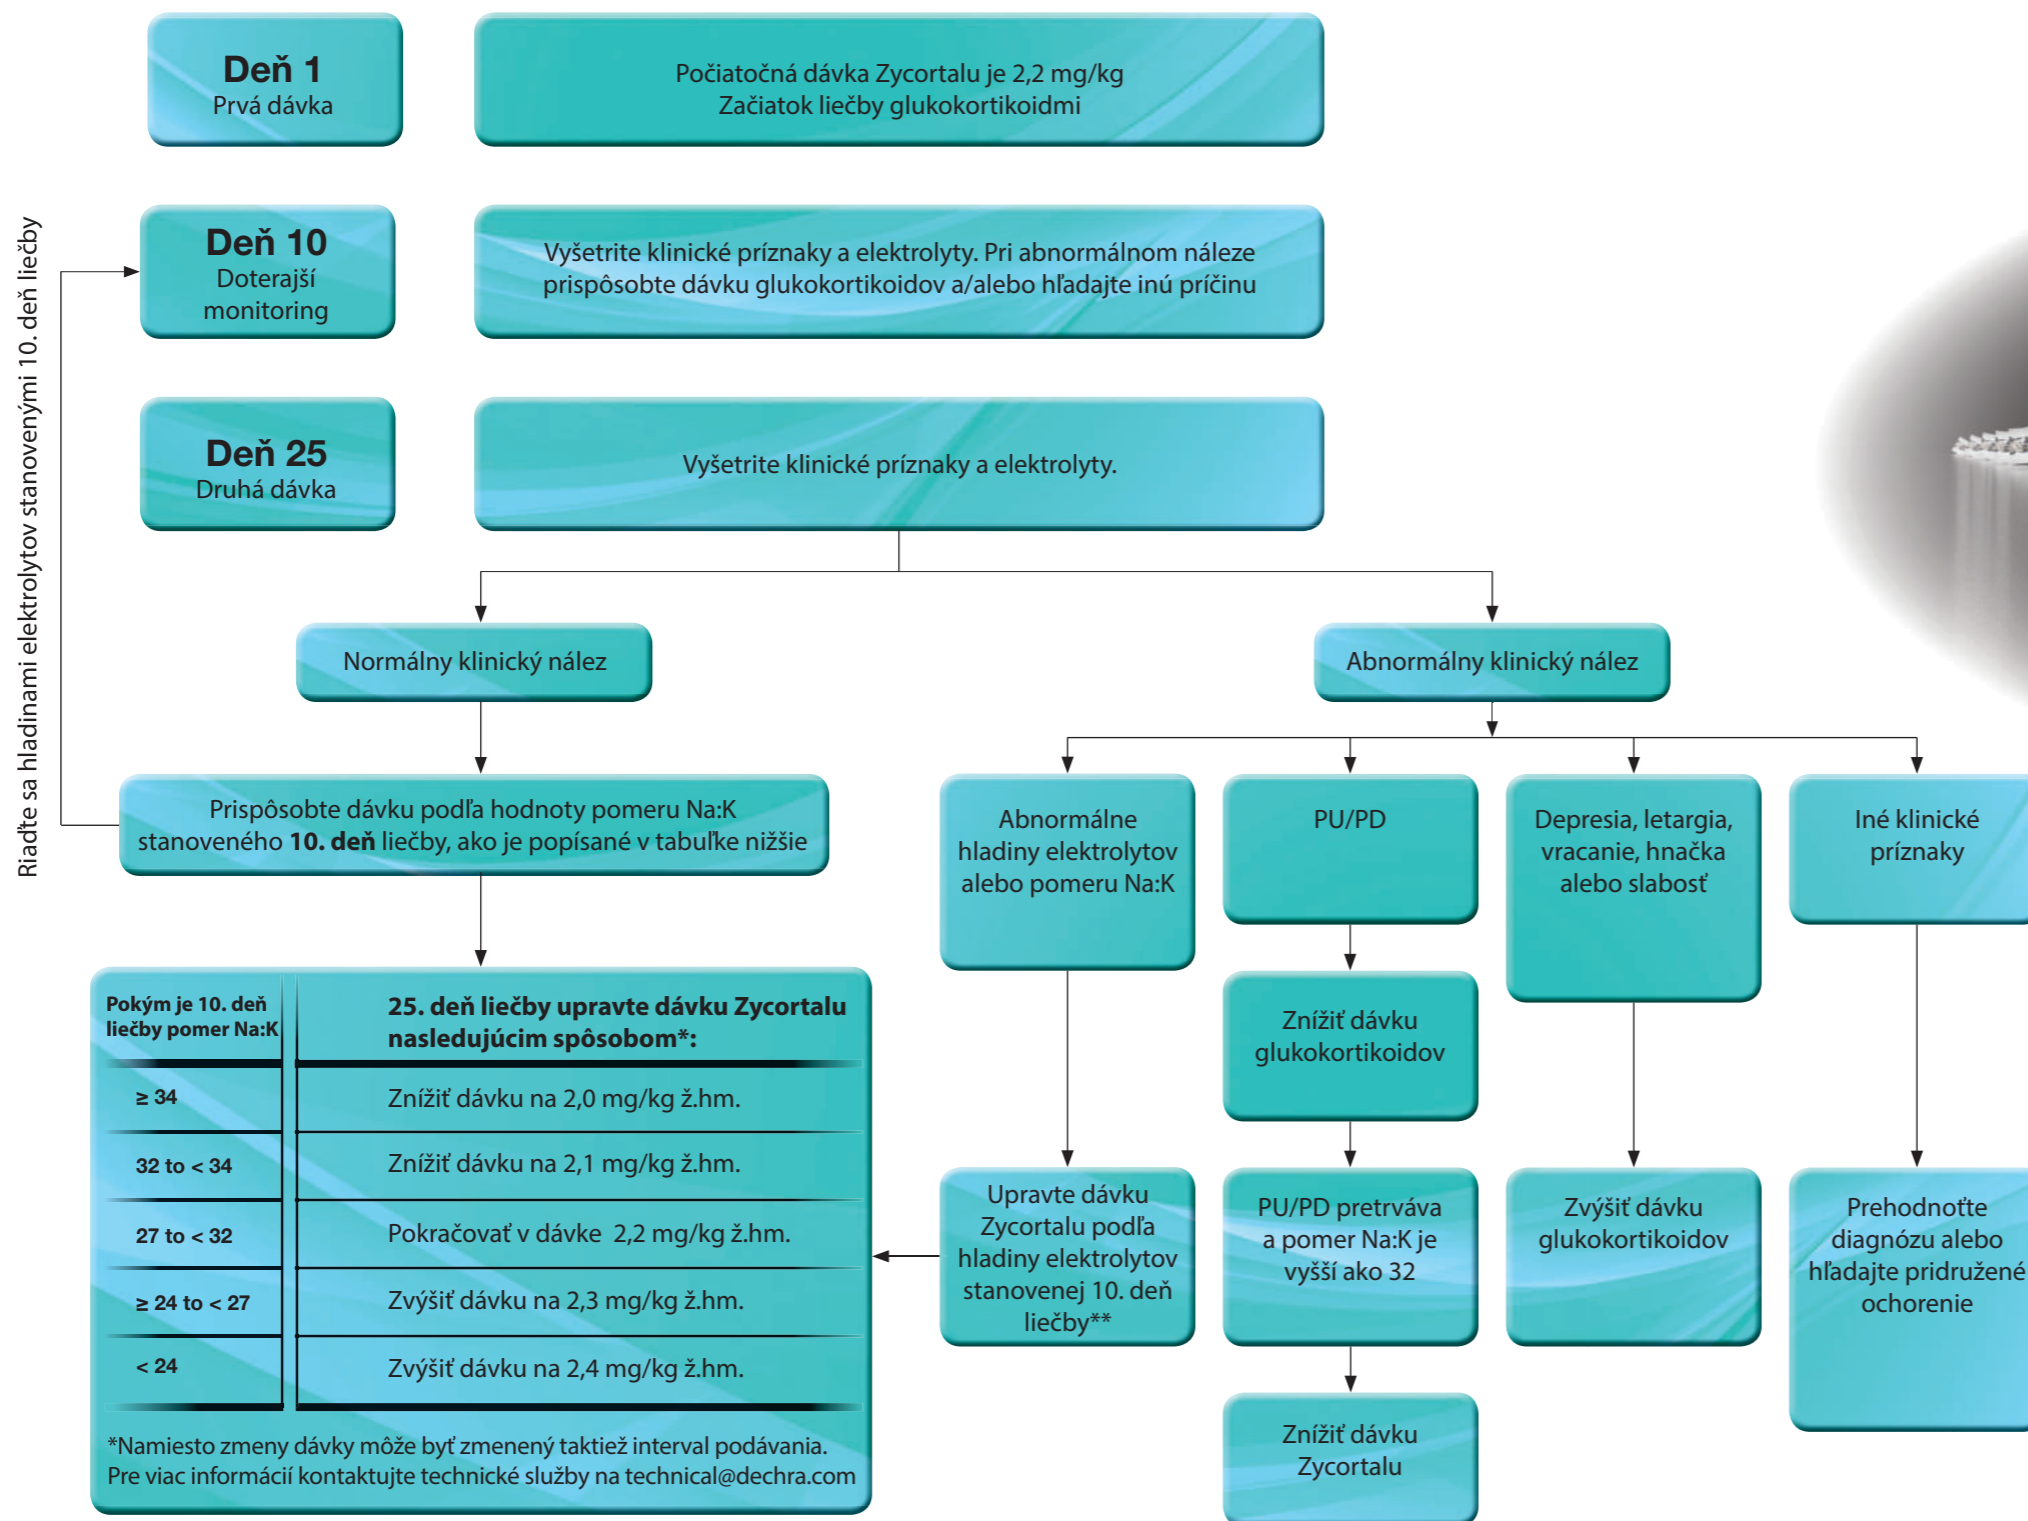 Deň 1
Prvá dávka
Počiatočná dávka Zycortalu je 2,2 mg/kg
Začiatok liečby glukokortikoidmi
Riaďte sa hladinami elektrolytov stanovenými 10. deň liečby
Deň 10
Doterajší
monitoring
Vyšetrite klinické príznaky a elektrolyty. Pri abnormálnom náleze
prispôsobte dávku glukokortikoidov a/alebo hľadajte inú príčinu
Deň 25
Druhá dávka
Vyšetrite klinické príznaky a elektrolyty.
Normálny klinický nález
Abnormálny klinický nález
Prispôsobte dávku podľa hodnoty pomeru Na:K
stanoveného 10. deň liečby, ako je popísané v tabuľke nižšie
Abnormálne
hladiny elektrolytov
alebo pomeru Na:K
PU/PD
Depresia, letargia,
vracanie, hnačka
alebo slabosť
Iné klinické
príznaky
Znížiť dávku
glukokortikoidov
Pokým je 10. deň
liečby pomer Na:K
25. deň liečby upravte dávku Zycortalu
nasledujúcim spôsobom*:
≥ 34
Znížiť dávku na 2,0 mg/kg ž.hm.
32 to < 34
Znížiť dávku na 2,1 mg/kg ž.hm.
27 to < 32
Pokračovať v dávke 2,2 mg/kg ž.hm.
≥ 24 to < 27
Zvýšiť dávku na 2,3 mg/kg ž.hm.
< 24
Zvýšiť dávku na 2,4 mg/kg ž.hm.
*Namiesto zmeny dávky môže byť zmenený taktiež interval podávania.
Pre viac informácií kontaktujte technické služby na technical@dechra.com
Upravte dávku
Zycortalu podľa
hladiny elektrolytov
stanovenej 10. deň
liečby**
PU/PD pretrváva
a pomer Na:K je
vyšší ako 32
Zvýšiť dávku
glukokortikoidov
Prehodnoťte
diagnózu alebo
hľadajte pridružené
ochorenie
Znížiť dávku
Zycortalu